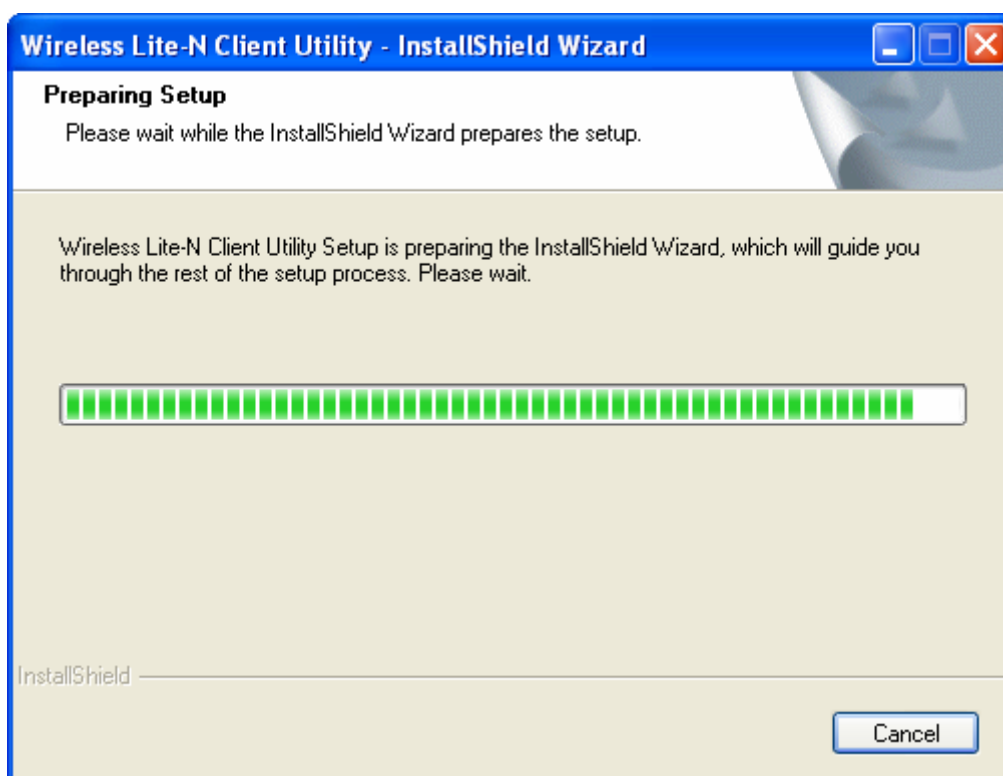 Wireless Lite-N Client Utility - InstallShield Wizard
Preparing Setup
Please wait while the InstallShield Wizard prepares the setup.
Wireless Lite-N Client Utility Setup is preparing the InstallShield Wizard, which will guide you
through the rest of the setup process. Please wait.
InstallShield
Cancel